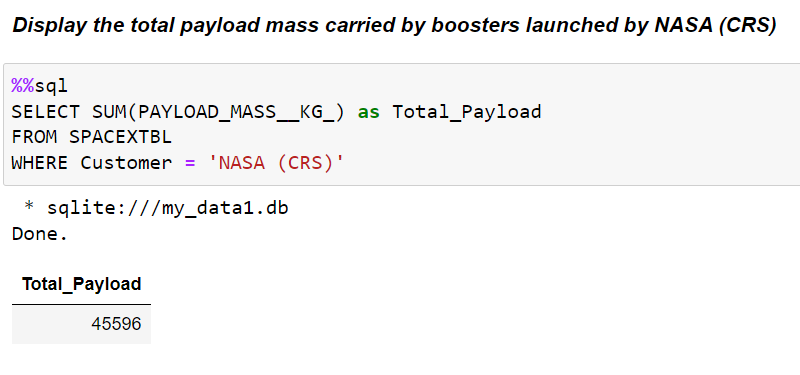 Display the total payload mass carried by boosters launched by NASA (CRS)
%%sql
SELECT SUM(PAYLOAD_MASS__KG_) as Total_Payload
FROM SPACEXTBL
WHERE Customer = 'NASA (CRS)'
* sqlite:///my_data1.db
Done.
Total_Payload
45596